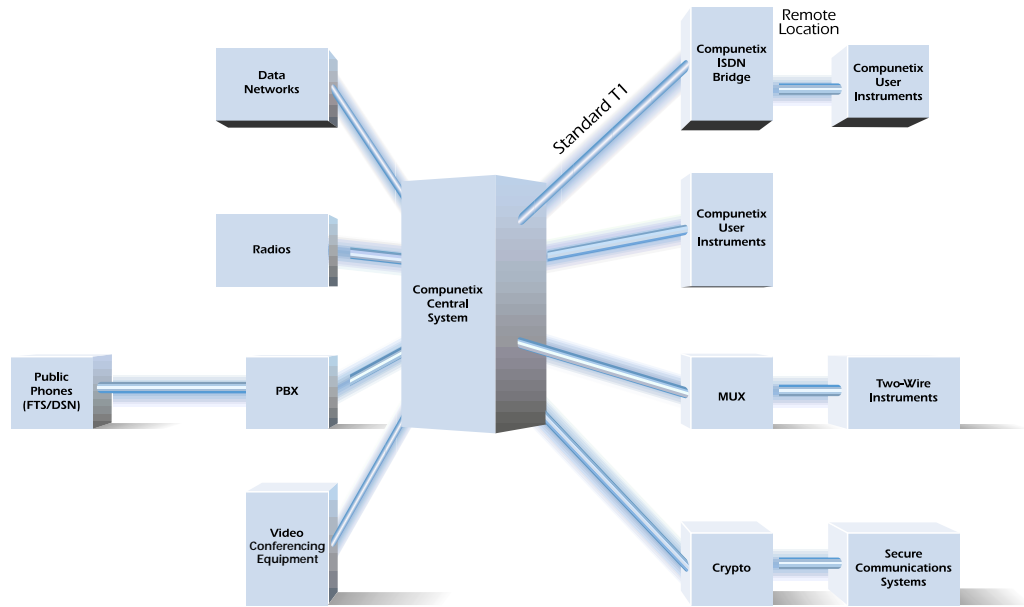 Remote
Location
Compunetix
ISDN
Bridge
Compunetix
User
Instruments
Data
Networks
Standard T1
Radios
Compunetix
User
Instruments
Compunetix
Central
System
Public
Phones
(FTS/DSN)
PBX
MUX
Two-Wire
Instruments
Video
Conferencing
Equipment
Crypto
Secure
Communications
Systems